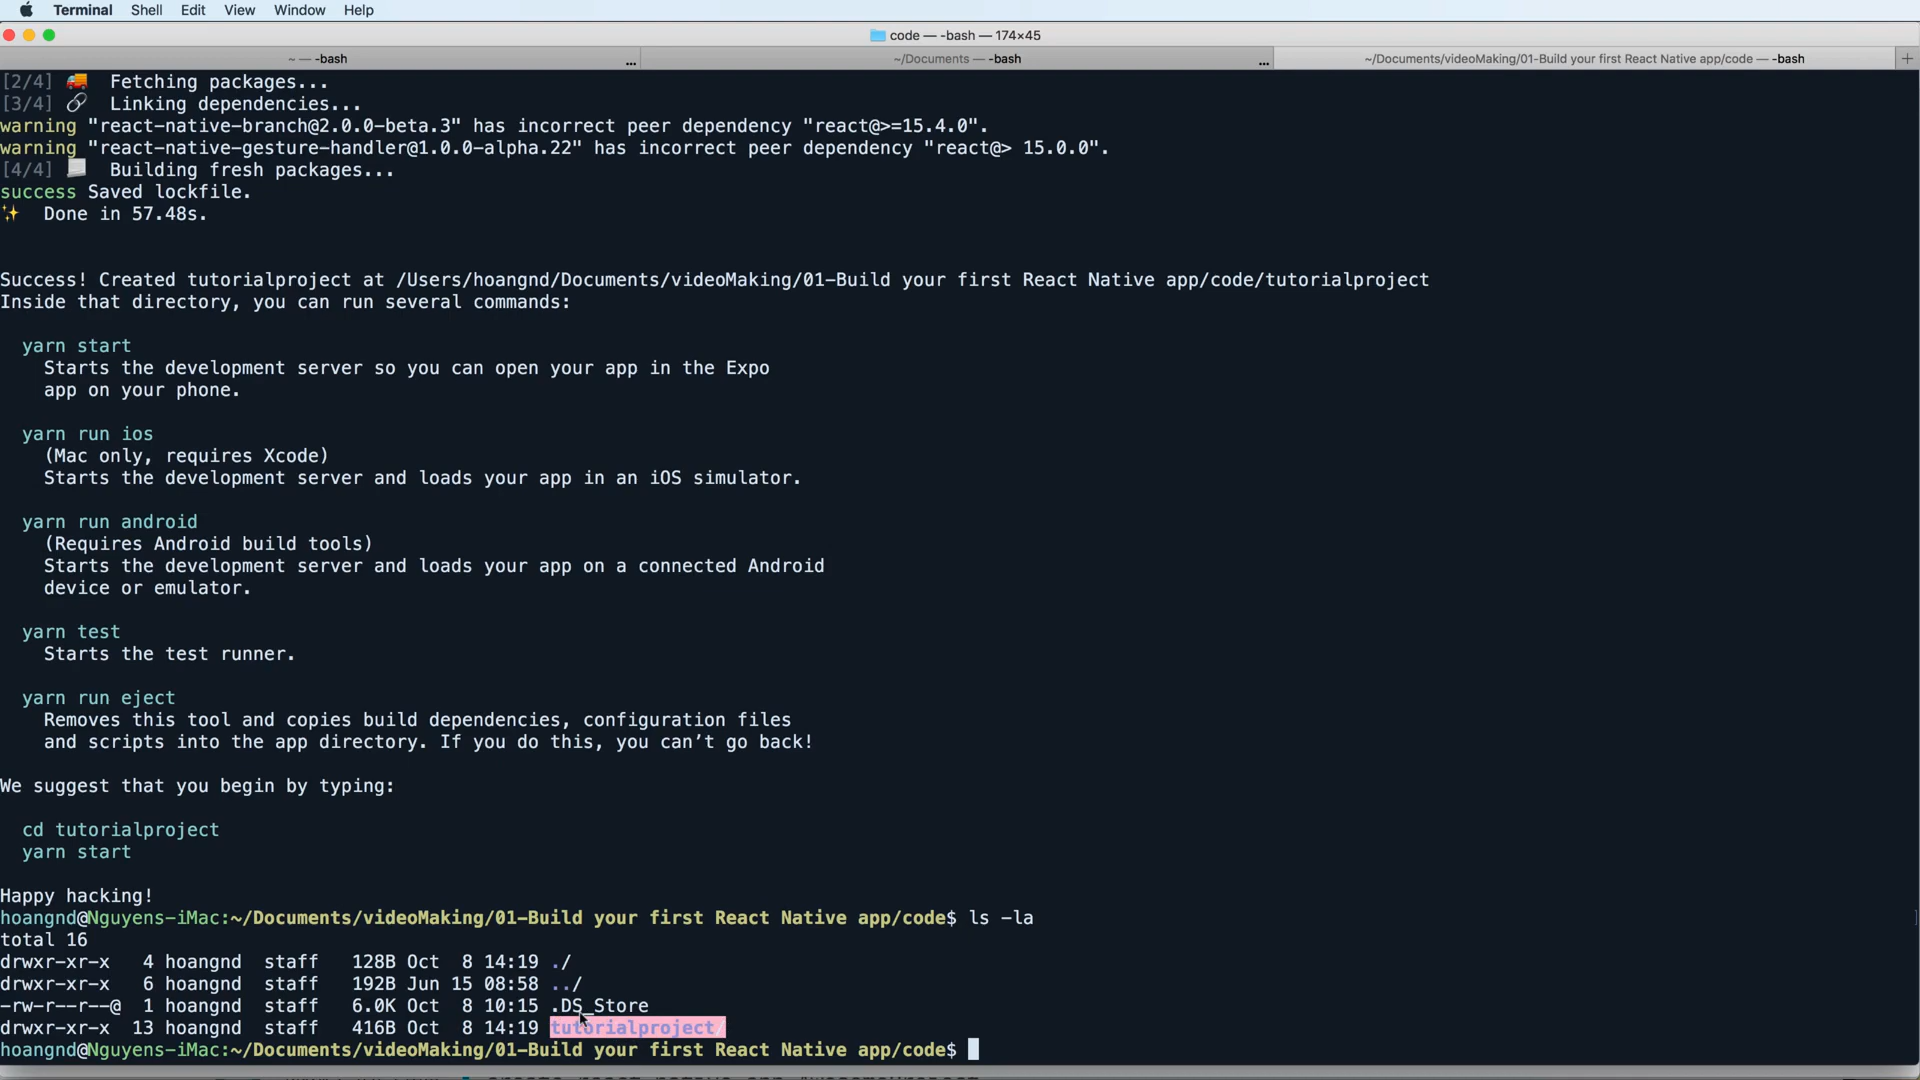 Terminal Shell Edit View Window Help
code — -bash — 174×45
~ — -bash ... ~/Documents — -bash ... ~/Documents/videoMaking/01-Build your first React Native app/code — -bash +
[2/4] 🚚 Fetching packages...
[3/4] 🔗 Linking dependencies...
warning "react-native-branch@2.0.0-beta.3" has incorrect peer dependency "react@>=15.4.0".
warning "react-native-gesture-handler@1.0.0-alpha.22" has incorrect peer dependency "react@> 15.0.0".
[4/4] 📃 Building fresh packages...
success Saved lockfile.
✨ Done in 57.48s.
Success! Created tutorialproject at /Users/hoangnd/Documents/videoMaking/01-Build your first React Native app/code/tutorialproject
Inside that directory, you can run several commands:
yarn start
Starts the development server so you can open your app in the Expo
app on your phone.
yarn run ios
(Mac only, requires Xcode)
Starts the development server and loads your app in an iOS simulator.
yarn run android
(Requires Android build tools)
Starts the development server and loads your app on a connected Android
device or emulator.
yarn test
Starts the test runner.
yarn run eject
Removes this tool and copies build dependencies, configuration files
and scripts into the app directory. If you do this, you can’t go back!
We suggest that you begin by typing:
cd tutorialproject
yarn start
Happy hacking!
hoangnd@Nguyens-iMac:~/Documents/videoMaking/01-Build your first React Native app/code$ ls -la
total 16
drwxr-xr-x 4 hoangnd staff 128B Oct 8 14:19 ./
drwxr-xr-x 6 hoangnd staff 192B Jun 15 08:58 ../
-rw-r--r--@ 1 hoangnd staff 6.0K Oct 8 10:15 .DS_Store
drwxr-xr-x 13 hoangnd staff 416B Oct 8 14:19 tutorialproject/
hoangnd@Nguyens-iMac:~/Documents/videoMaking/01-Build your first React Native app/code$